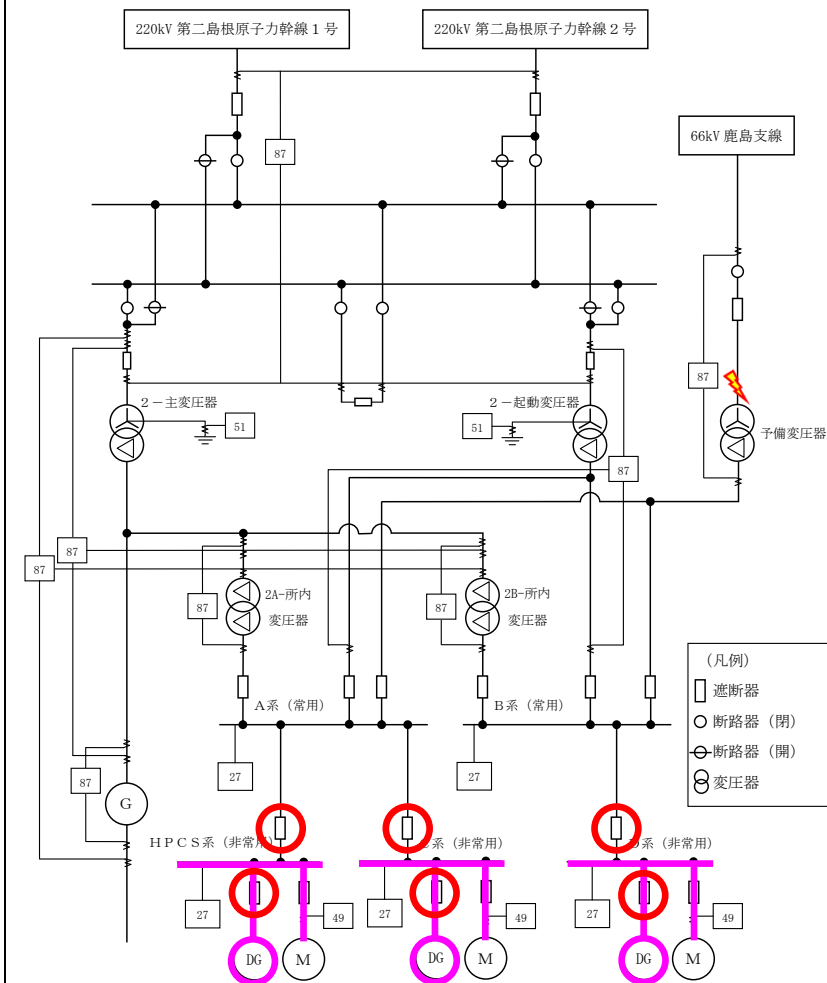 220kV 第二島根原子力幹線1号
220kV 第二島根原子力幹線2号
66kV 鹿島支線
87
87
2－主変圧器
51
2－起動変圧器
51
予備変圧器
87
87
87
87
2A-所内
変圧器
87
2B-所内
変圧器
(凡例)
遮断器
断路器（閉）
断路器（開）
変圧器
A系（常用）
B系（常用）
27
27
87
G
HPCS系（非常用）
系（非常用）
系（非常用）
27
49
27
49
27
49
DG
M
DG
M
DG
M